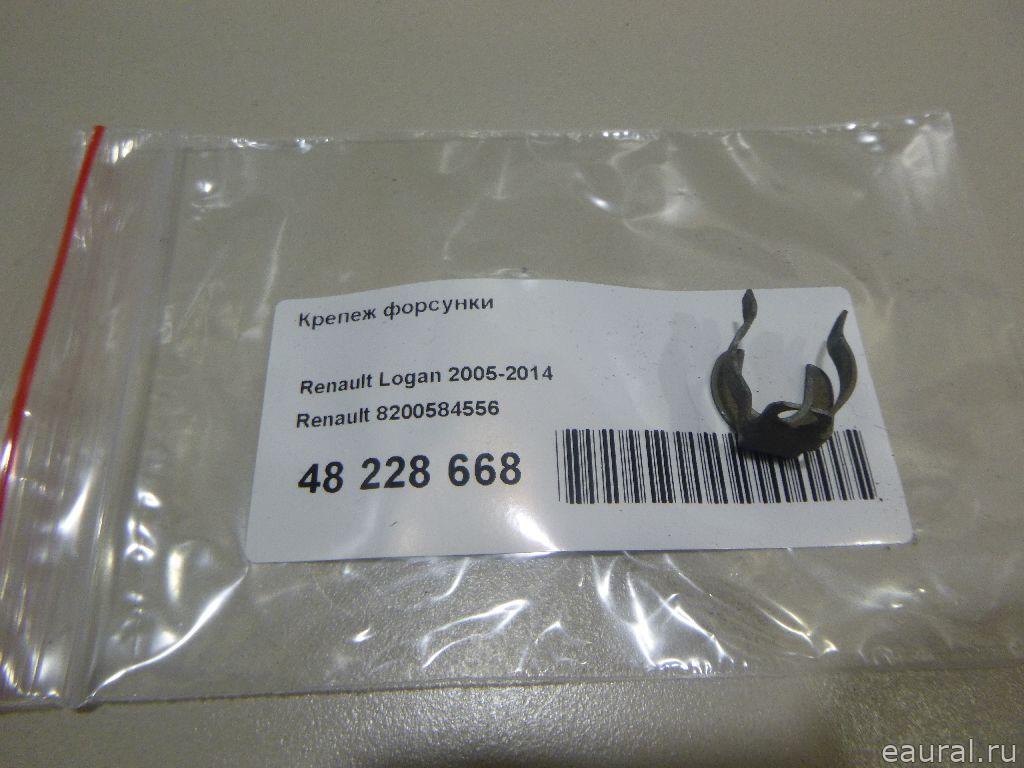 Крепеж форсунки
Renault Logan 2005-2014
Renault 8200584556
48 228 668
eaural.ru